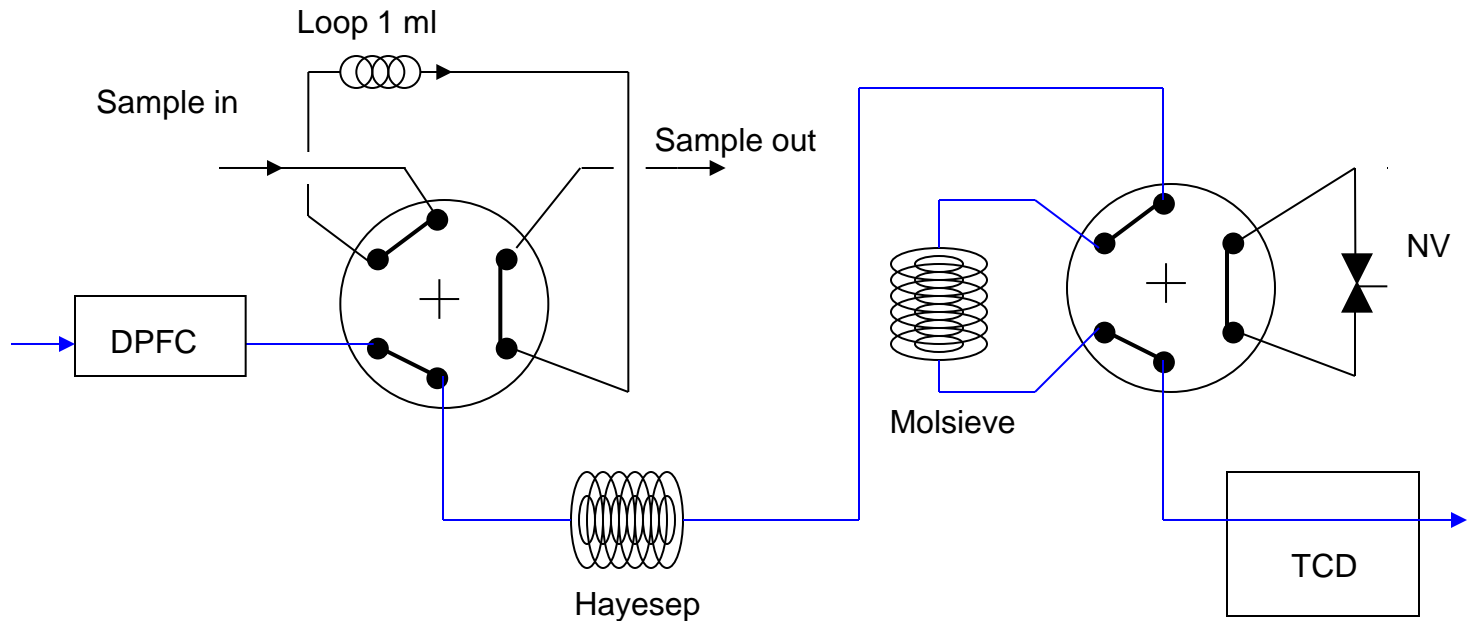 Loop 1 ml
Sample in
Sample out
NV
DPFC
Molsieve
TCD
Hayesep